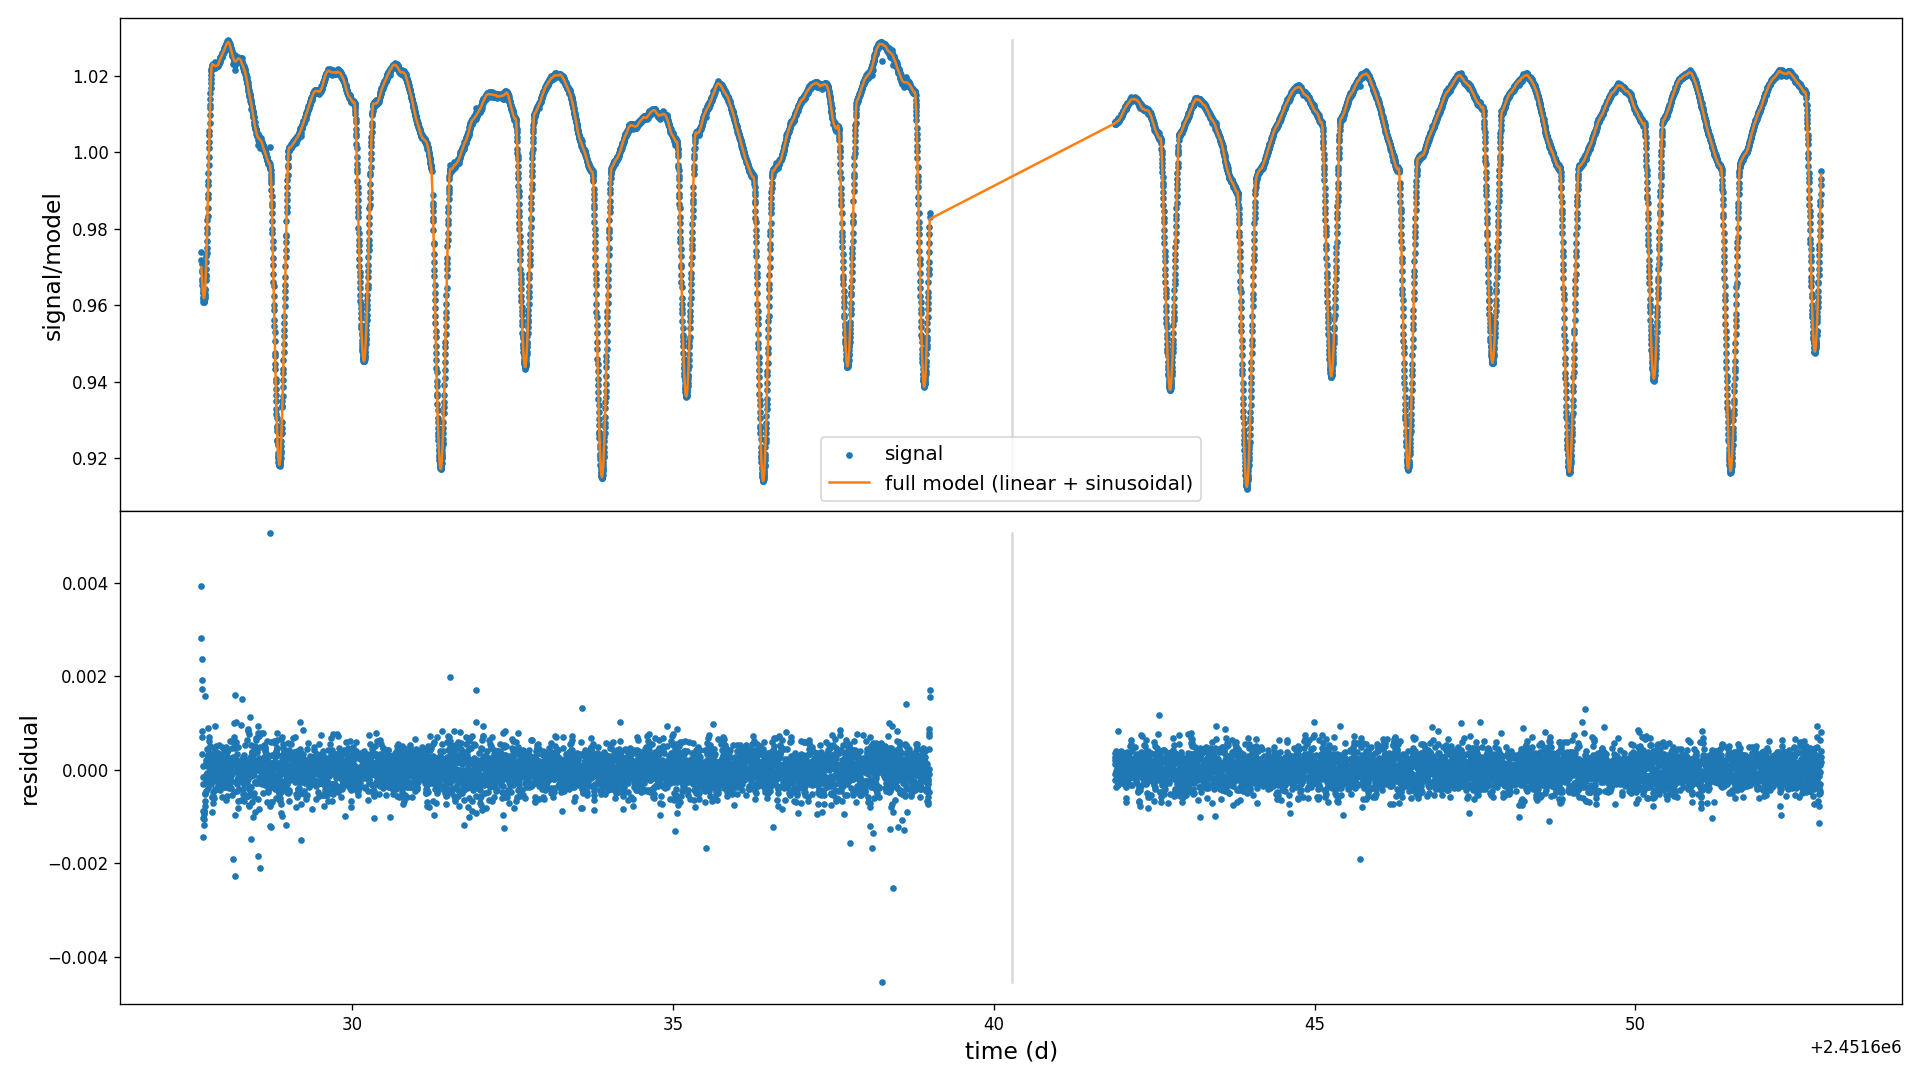 1.02
1.00
0.98
0.96
0.94
0.92
signal/model
signal
full model (linear + sinusoidal)
0.004
0.002
0.000
−0.002
−0.004
residual
30
35
40
45
50
time (d)
+2.4516e6